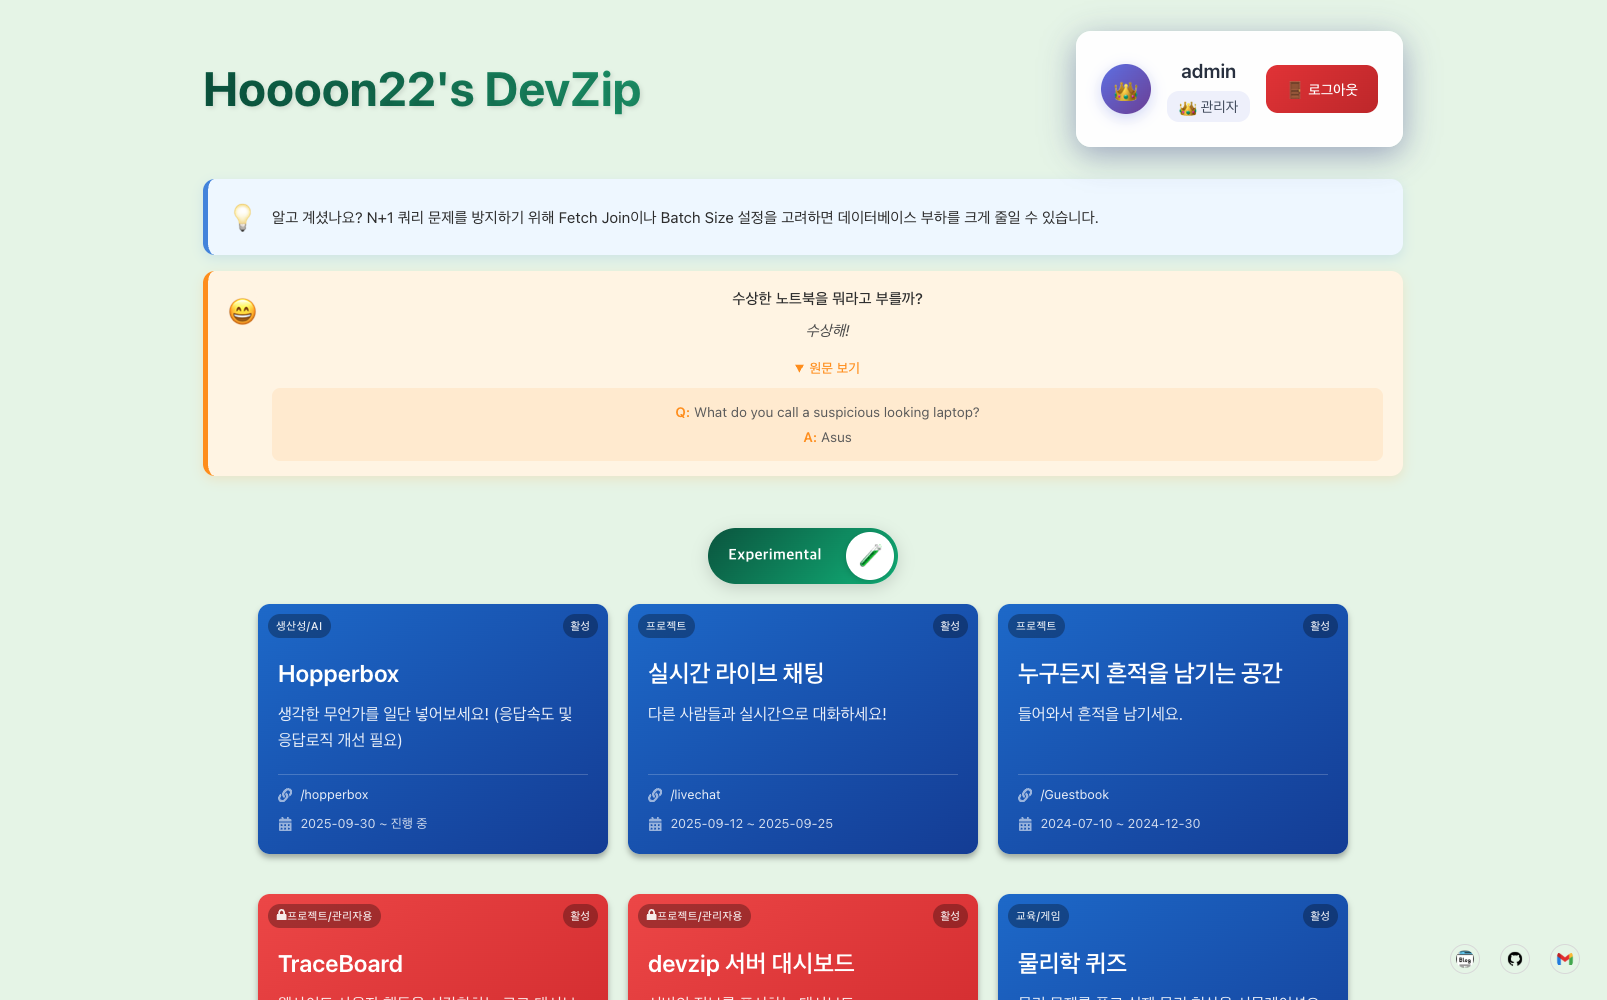 Hoooon22's DevZip
admin
관리자
로그아웃
알고 계셨나요? N+1 쿼리 문제를 방지하기 위해 Fetch Join이나 Batch Size 설정을 고려하면 데이터베이스 부하를 크게 줄일 수 있습니다.
수상한 노트북을 뭐라고 부를까?
수상해!
▼ 원문 보기
Q: What do you call a suspicious looking laptop?
A: Asus
Experimental
생산성/AI
활성
Hopperbox
생각한 무언가를 일단 넣어보세요! (응답속도 및
응답로직 개선 필요)
/hopperbox
2025-09-30 ~ 진행 중
프로젝트
활성
실시간 라이브 채팅
다른 사람들과 실시간으로 대화하세요!
/livechat
2025-09-12 ~ 2025-09-25
프로젝트
활성
누구든지 흔적을 남기는 공간
들어와서 흔적을 남기세요.
/Guestbook
2024-07-10 ~ 2024-12-30
프로젝트/관리자용
활성
TraceBoard
프로젝트/관리자용
활성
devzip 서버 대시보드
교육/게임
활성
물리학 퀴즈
Blog